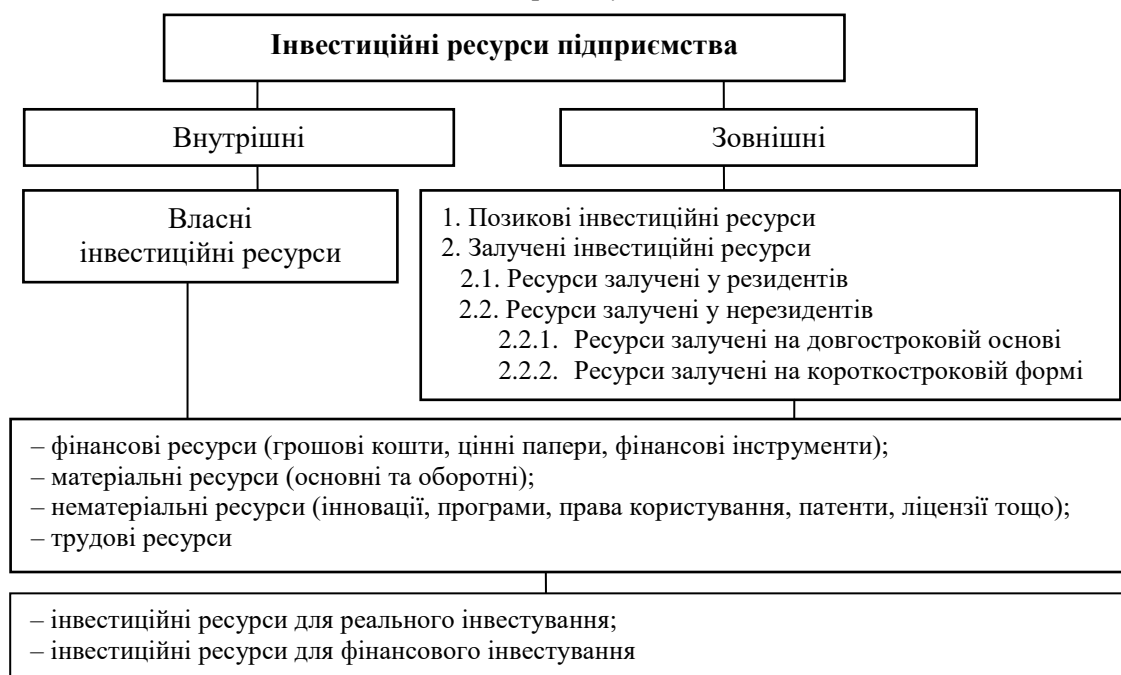 Інвестиційні ресурси підприємства
Внутрішні
Зовнішні
Власні
інвестиційні ресурси
1. Позикові інвестиційні ресурси
2. Залучені інвестиційні ресурси
2.1. Ресурси залучені у резидентів
2.2. Ресурси залучені у нерезидентів
2.2.1. Ресурси залучені на довгостроковій основі
2.2.2. Ресурси залучені на короткостроковій формі
– фінансові ресурси (грошові кошти, цінні папери, фінансові інструменти);
– матеріальні ресурси (основні та оборотні);
– нематеріальні ресурси (інновації, програми, права користування, патенти, ліцензії тощо);
– трудові ресурси
– інвестиційні ресурси для реального інвестування;
– інвестиційні ресурси для фінансового інвестування